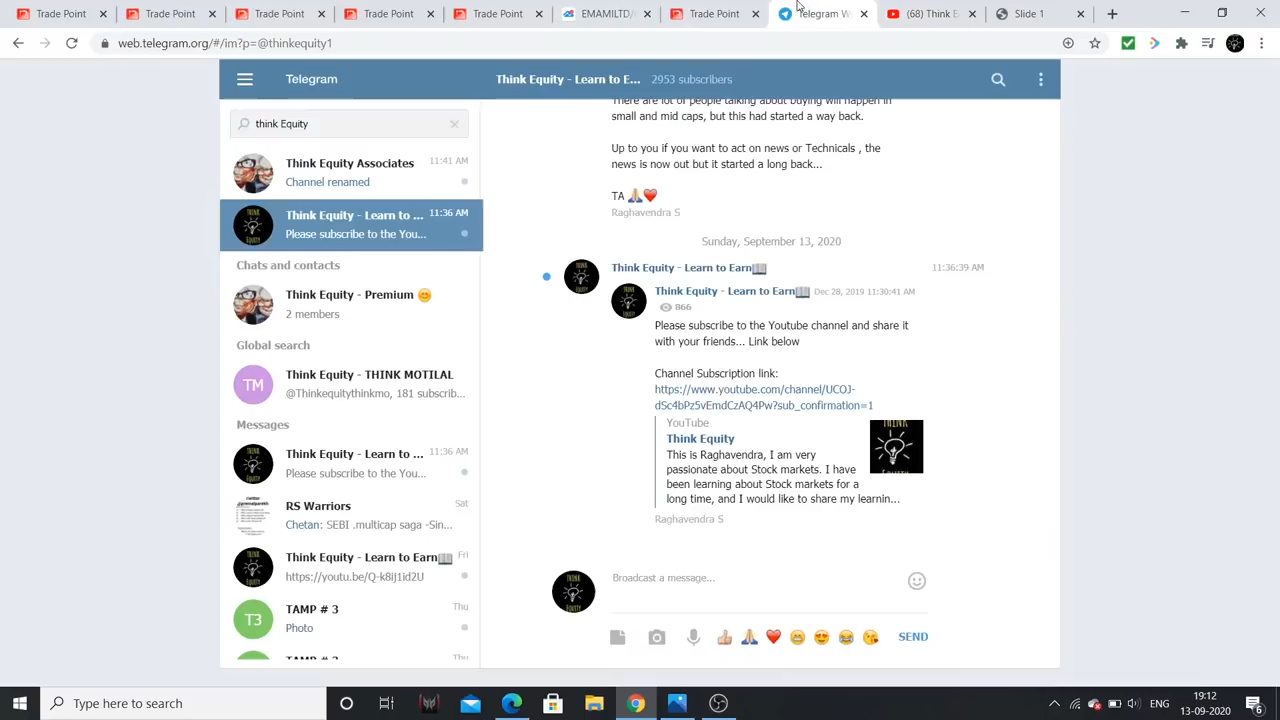 Trade Point
Trade Point
Trade Point
Trade Point
EMAMILTD
Trade Point
Telegram W
(68) Think E
Slide 1
web.telegram.org/#/im?p=@thinkequity1
Telegram
Think Equity - Learn to E... 2953 subscribers
think Equity
Think Equity Associates 11:41 AM
Channel renamed
Think Equity - Learn to ... 11:36 AM
Please subscribe to the You...
Chats and contacts
Think Equity - Premium 😊
2 members
Global search
TM
Think Equity - THINK MOTILAL
@Thinkequitythinkmo, 181 subscrib...
Messages
Think Equity - Learn to ... 11:36 AM
Please subscribe to the You...
RS Warriors Sat
Chetan: SEBI .multicap saga -Sin...
Think Equity - Learn to Earn📖 Fri
https://youtu.be/Q-k8ij1id2U
T3
TAMP # 3 Thu
Photo
TAMP # 3 Thu
There are lot of people talking about buying will happen in
small and mid caps, but this had started a way back.
Up to you if you want to act on news or Technicals , the
news is now out but it started a long back...
TA 🙏❤️
Raghavendra S
Sunday, September 13, 2020
Think Equity - Learn to Earn📖 11:36:39 AM
Think Equity - Learn to Earn📖 Dec 28, 2019 11:30:41 AM
866
Please subscribe to the Youtube channel and share it
with your friends... Link below
Channel Subscription link:
https://www.youtube.com/channel/UCOJ-
dSc4bPz5vEmdCzAQ4Pw?sub_confirmation=1
YouTube
Think Equity
This is Raghavendra, I am very
passionate about Stock markets. I have
been learning about Stock markets for a
long time, and I would like to share my learnin...
THINK
Equity
Raghavendra S
Broadcast a message...
SEND
Type here to search
ENG
19:12
13-09-2020
6